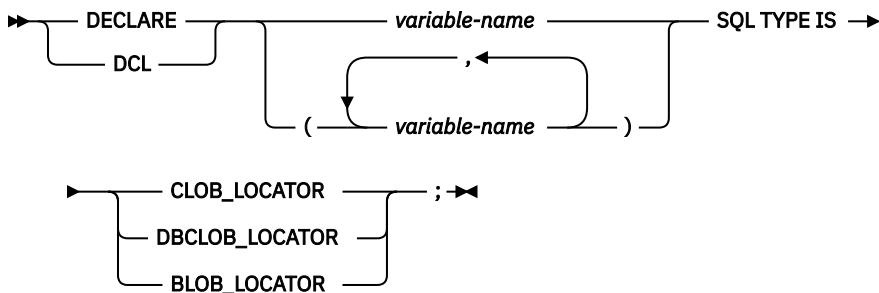 DECLARE variable-name SQL TYPE IS
DCL ,
( variable-name )
CLOB_LOCATOR ;
DBCLOB_LOCATOR
BLOB_LOCATOR